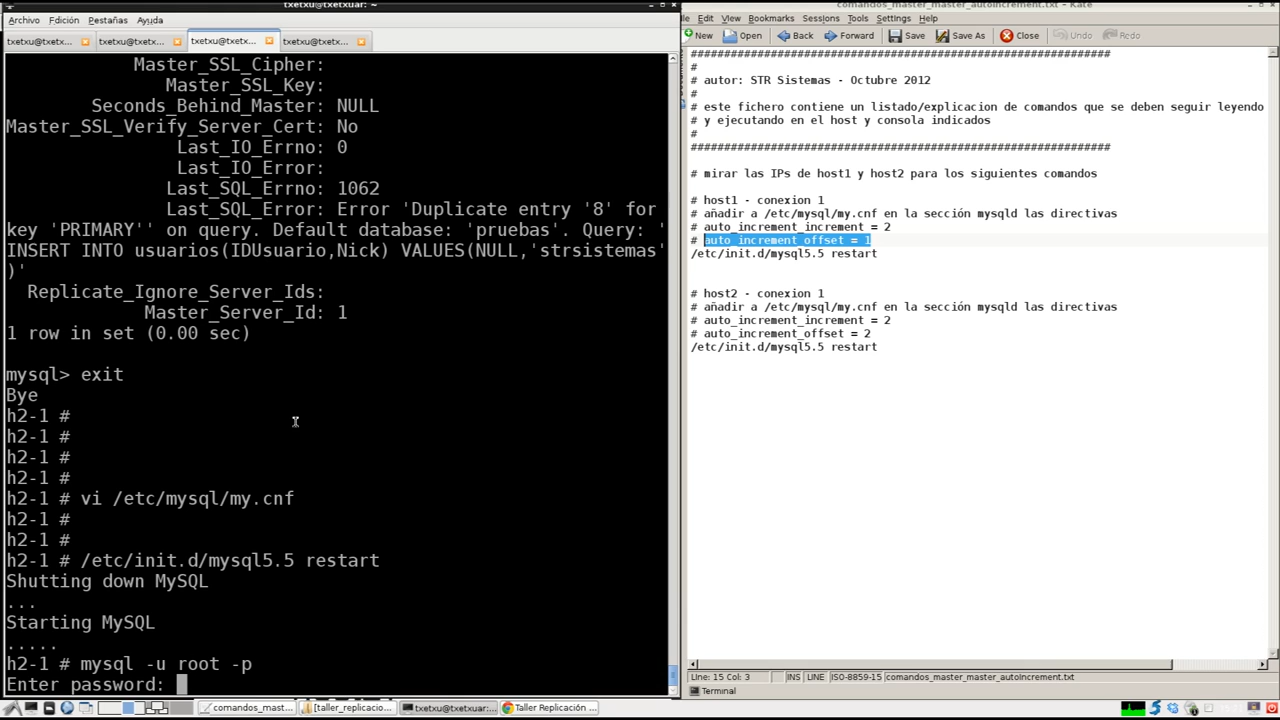 txetxu@txetxuar: ~
Archivo Edición Pestañas Ayuda
txetxu@txetx... txetxu@txetx... txetxu@txetx... txetxu@txetx...
Master_SSL_Cipher:
Master_SSL_Key:
Seconds_Behind_Master: NULL
Master_SSL_Verify_Server_Cert: No
Last_IO_Errno: 0
Last_IO_Error:
Last_SQL_Errno: 1062
Last_SQL_Error: Error 'Duplicate entry '8' for
key 'PRIMARY'' on query. Default database: 'pruebas'. Query: '
INSERT INTO usuarios(IDUsuario,Nick) VALUES(NULL,'strsistemas'
)'
Replicate_Ignore_Server_Ids:
Master_Server_Id: 1
1 row in set (0.00 sec)
mysql> exit
Bye
h2-1 #
h2-1 #
h2-1 #
h2-1 #
h2-1 # vi /etc/mysql/my.cnf
h2-1 #
h2-1 #
h2-1 # /etc/init.d/mysql5.5 restart
Shutting down MySQL
...
Starting MySQL
.....
h2-1 # mysql -u root -p
Enter password:
comandos_master_master_autoincrement.txt - Kate
Edit View Bookmarks Sessions Tools Settings Help
New Open Back Forward Save Save As Close Undo Redo
###############################################################
#
# autor: STR Sistemas - Octubre 2012
#
# este fichero contiene un listado/explicacion de comandos que se deben seguir leyendo
# y ejecutando en el host y consola indicados
#
###############################################################
# mirar las IPs de host1 y host2 para los siguientes comandos
# host1 - conexion 1
# añadir a /etc/mysql/my.cnf en la sección mysqld las directivas
# auto_increment_increment = 2
# auto_increment_offset = 1
/etc/init.d/mysql5.5 restart
# host2 - conexion 1
# añadir a /etc/mysql/my.cnf en la sección mysqld las directivas
# auto_increment_increment = 2
# auto_increment_offset = 2
/etc/init.d/mysql5.5 restart
Line: 15 Col: 3 INS LINE ISO-8859-15 comandos_master_master_autoincrement.txt
Terminal
comandos_mast... [taller_replicacio... txetxu@txetxuar:... Taller Replicación ...